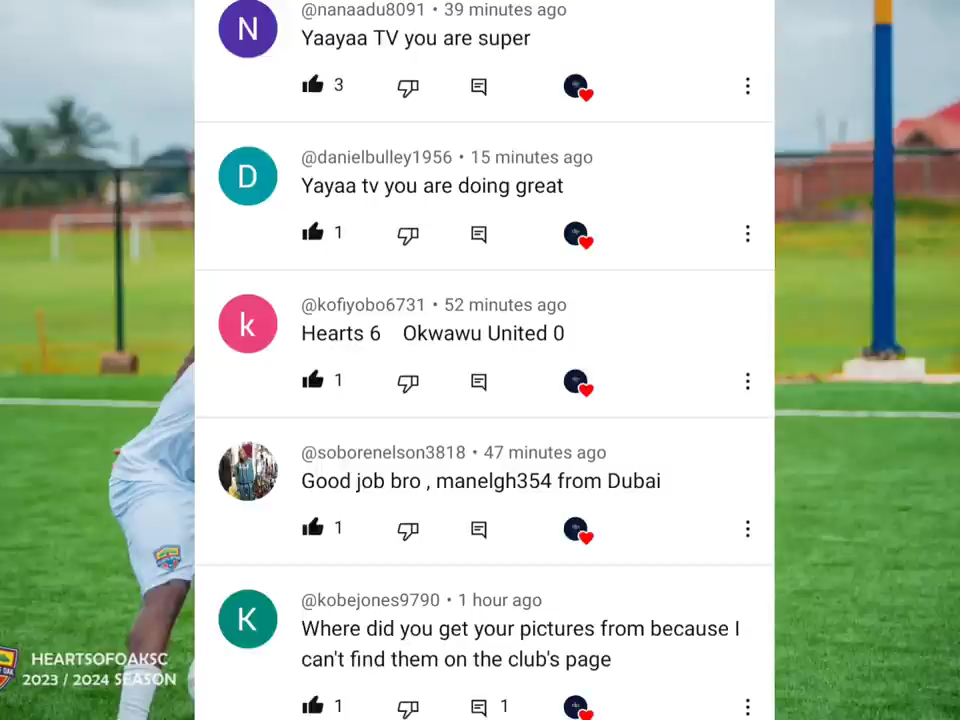 @nanaadu8091 • 39 minutes ago
N
Yaayaa TV you are super
3
@danielbulley1956 • 15 minutes ago
D
Yayaa tv you are doing great
1
@kofiyobo6731 • 52 minutes ago
k
Hearts 6 Okwawu United 0
1
@soborenelson3818 • 47 minutes ago
Good job bro , manelgh354 from Dubai
1
@kobejones9790 • 1 hour ago
K
Where did you get your pictures from because I
can't find them on the club's page
1 1
HEARTSOFOAKSC
2023 / 2024 SEASON